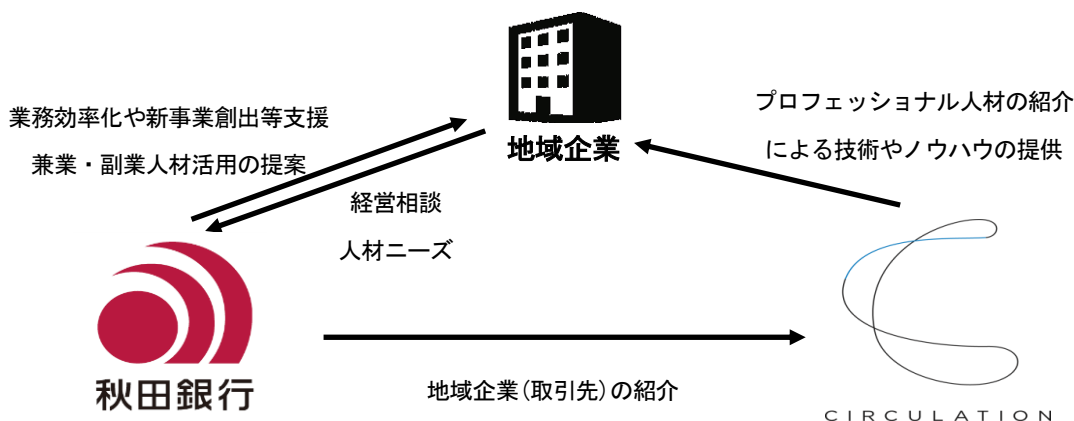 業務効率化や新事業創出等支援
兼業・副業人材活用の提案
地域企業
プロフェッショナル人材の紹介
による技術やノウハウの提供
経営相談
人材ニーズ
秋田銀行
地域企業(取引先)の紹介
CIRCULATION